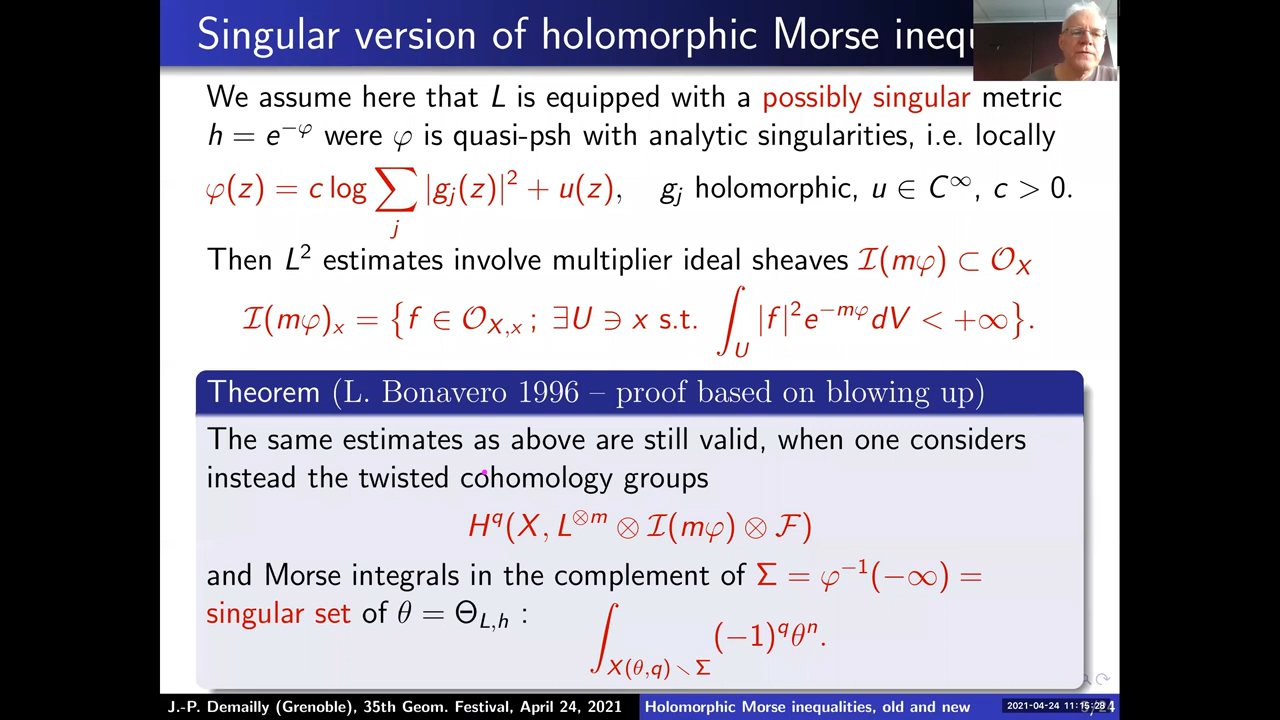 Singular version of holomorphic Morse inequ
We assume here that L is equipped with a possibly singular metric
h = e^{−φ} were φ is quasi-psh with analytic singularities, i.e. locally
φ(z) = c log ∑_j |g_j(z)|² + u(z), g_j holomorphic, u ∈ C^∞, c > 0.
Then L² estimates involve multiplier ideal sheaves I(mφ) ⊂ O_X
I(mφ)_x = {f ∈ O_{X,x} ; ∃U ∋ x s.t. ∫_U |f|² e^{−mφ} dV < +∞}.
Theorem (L. Bonavero 1996 – proof based on blowing up)
The same estimates as above are still valid, when one considers
instead the twisted cohomology groups
H^q(X, L^{⊗m} ⊗ I(mφ) ⊗ F)
and Morse integrals in the complement of Σ = φ^{−1}(−∞) =
singular set of θ = Θ_{L,h} :
∫_{X(θ,q)∖Σ} (−1)^q θ^n.
J.-P. Demailly (Grenoble), 35th Geom. Festival, April 24, 2021 Holomorphic Morse inequalities, old and new
2021-04-24 11:15:28